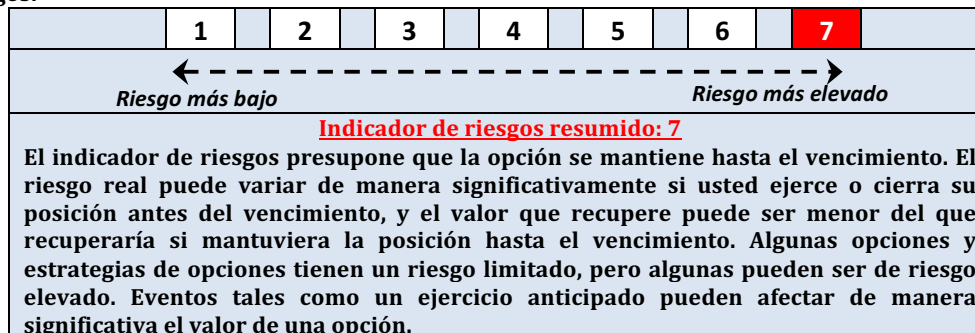 1 2 3 4 5 6 7
Riesgo más bajo Riesgo más elevado
Indicador de riesgos resumido: 7
El indicador de riesgos presupone que la opción se mantiene hasta el vencimiento. El
riesgo real puede variar de manera significativamente si usted ejerce o cierra su
posición antes del vencimiento, y el valor que recupere puede ser menor del que
recuperaría si mantuviera la posición hasta el vencimiento. Algunas opciones y
estrategias de opciones tienen un riesgo limitado, pero algunas pueden ser de riesgo
elevado. Eventos tales como un ejercicio anticipado pueden afectar de manera
significativa el valor de una opción.